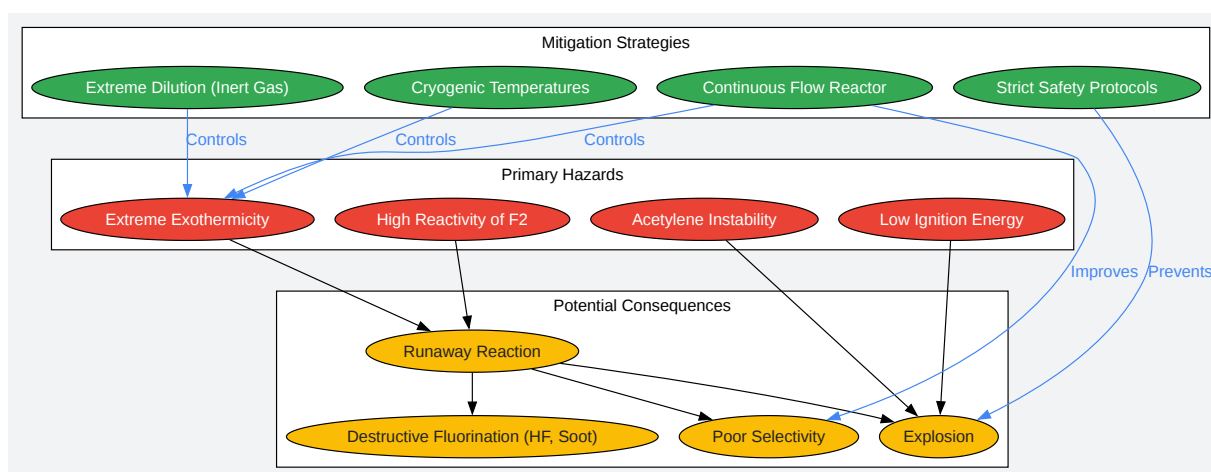 Mitigation Strategies
Extreme Dilution (Inert Gas)
Cryogenic Temperatures
Continuous Flow Reactor
Strict Safety Protocols
Controls
Controls
Controls
Primary Hazards
Extreme Exothermicity
High Reactivity of F2
Acetylene Instability
Low Ignition Energy
Improves
Prevents
Potential Consequences
Runaway Reaction
Destructive Fluorination (HF, Soot)
Poor Selectivity
Explosion